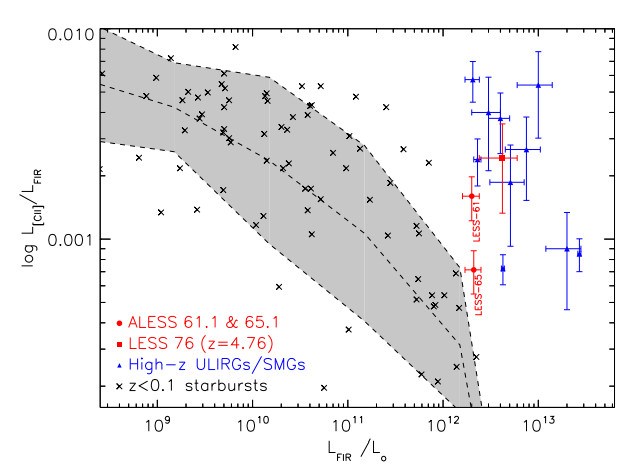 0.010
log L[CII]/LFIR
LESS-61
0.001
LESS-65
ALESS 61.1 & 65.1
LESS 76 (z=4.76)
High-z ULIRGs/SMGs
z<0.1 starbursts
10^9 10^10 10^11 10^12 10^13
LFIR /Lo